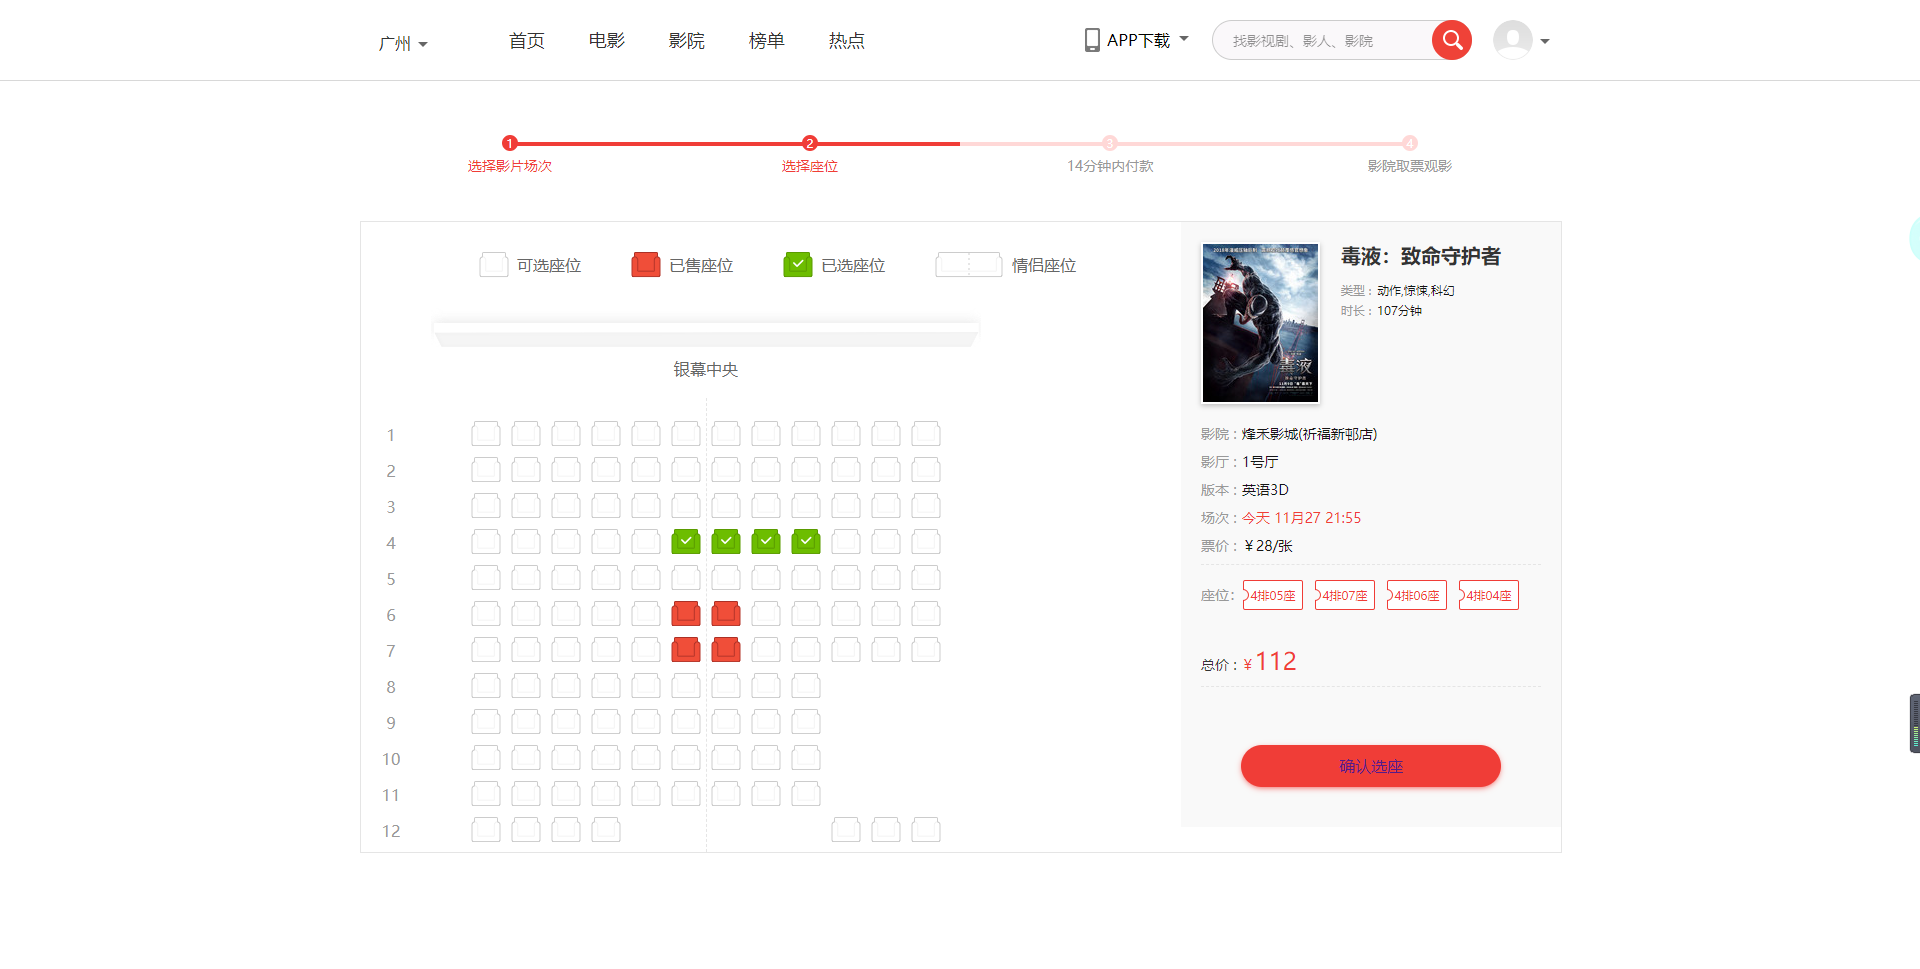 广州
首页 电影 影院 榜单 热点
APP下载
找影视剧、影人、影院
1 2 3 4
选择影片场次 选择座位 14分钟内付款 影院取票观影
可选座位 已售座位 已选座位 情侣座位
银幕中央
1
2
3
4
5
6
7
8
9
10
11
12
毒液
毒液：致命守护者
类型：动作,惊悚,科幻
时长：107分钟
影院：烽禾影城(祈福新邨店)
影厅：1号厅
版本：英语3D
场次：今天 11月27 21:55
票价：￥28/张
座位：4排05座 4排07座 4排06座 4排04座
总价：￥112
确认选座